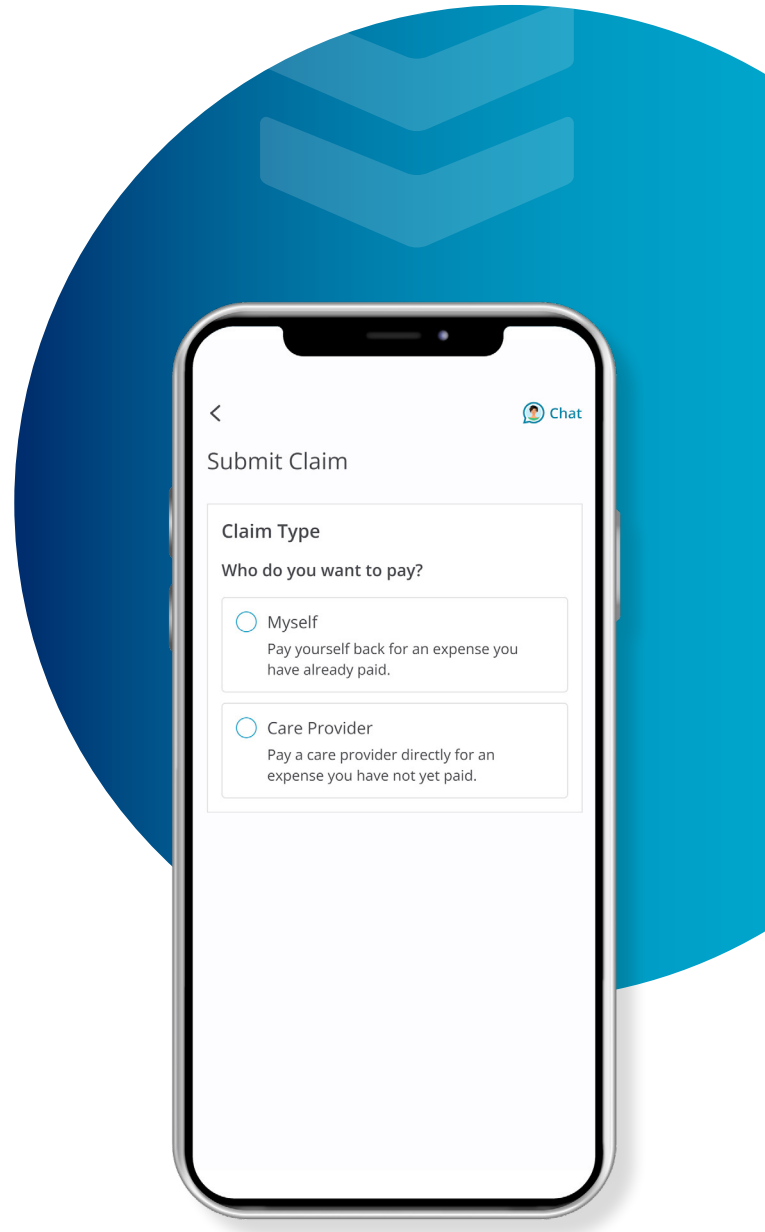 Chat
Submit Claim
Claim Type
Who do you want to pay?
Myself
Pay yourself back for an expense you
have already paid.
Care Provider
Pay a care provider directly for an
expense you have not yet paid.